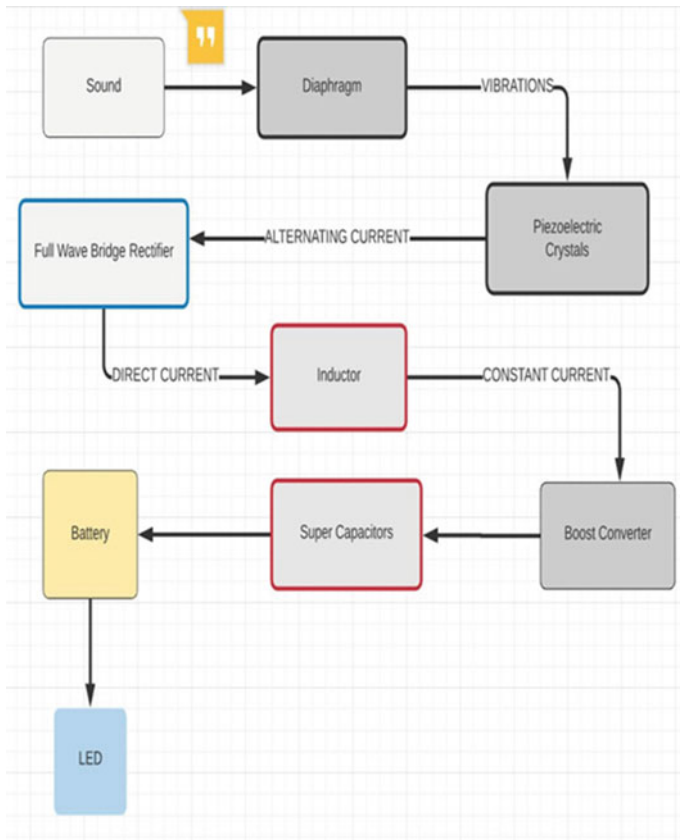 Sound
Diaphragm
VIBRATIONS
Piezoelectric
Crystals
ALTERNATING CURRENT
Full Wave Bridge Rectifier
DIRECT CURRENT
Inductor
CONSTANT CURRENT
Boost Converter
Super Capacitors
Battery
LED